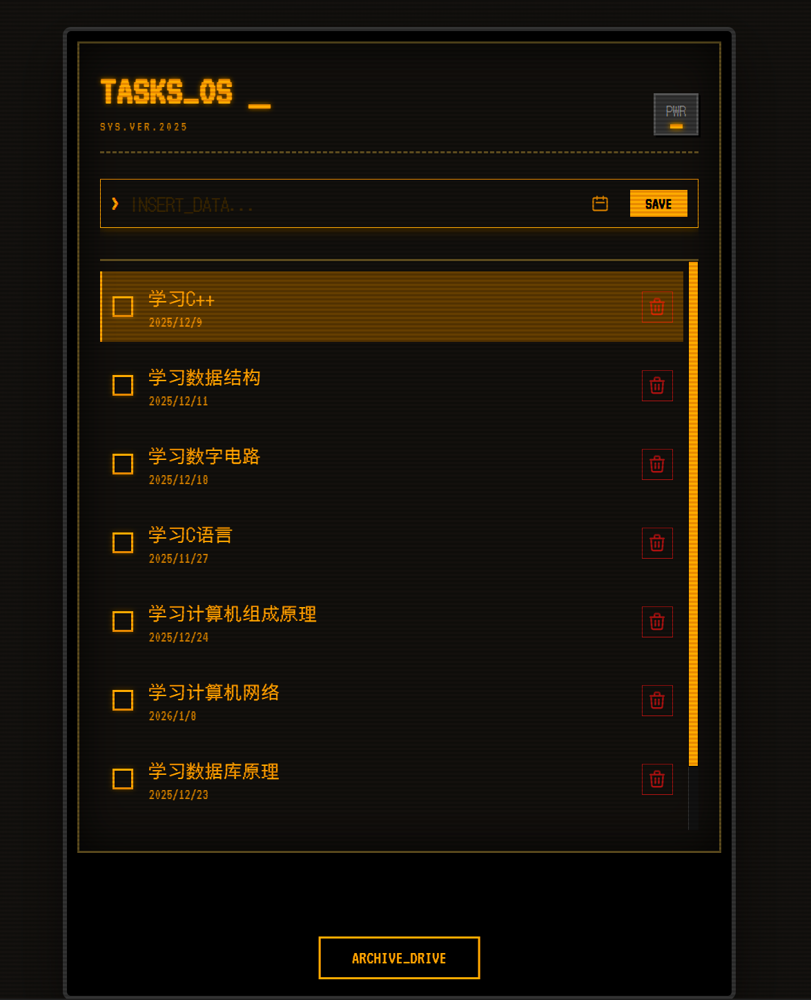 TASKS_OS _
SYS.VER.2025
PWR
› INSERT_DATA...
SAVE
学习C++
2025/12/9
学习数据结构
2025/12/11
学习数字电路
2025/12/18
学习C语言
2025/11/27
学习计算机组成原理
2025/12/24
学习计算机网络
2026/1/8
学习数据库原理
2025/12/23
ARCHIVE_DRIVE